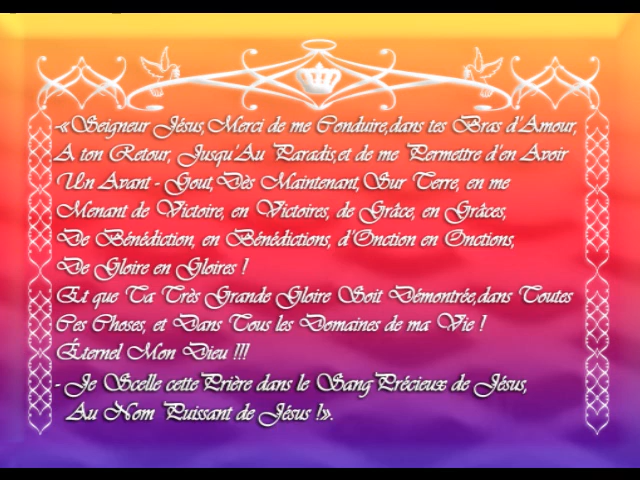 -«Seigneur Jésus,Merci de me Conduire,dans tes Bras d'Amour,
A ton Retour, Jusqu'Au Paradis,et de me Permettre d'en Avoir
Un Avant - Gout,Dès Maintenant,Sur Terre, en me
Menant de Victoire, en Victoires, de Grâce, en Grâces,
De Bénédiction, en Bénédictions, d'Onction en Onctions,
De Gloire en Gloires !
Et que Ta Très Grande Gloire Soit Démontrée,dans Toutes
Ces Choses, et Dans Tous les Domaines de ma Vie !
Éternel Mon Dieu !!!
- Je Scelle cette Prière dans le Sang Précieux de Jésus,
Au Nom Puissant de Jésus !».